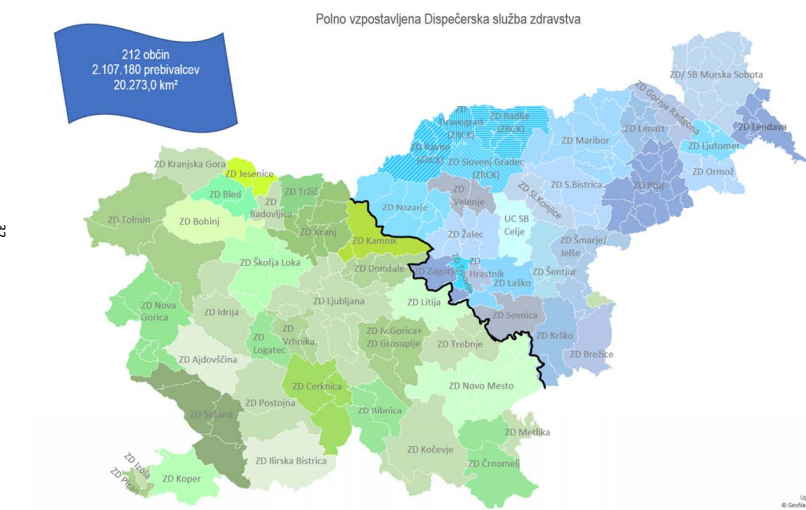 Polno vzpostavljena Dispečerska služba zdravstva
212 občin
2.107.180 prebivalcev
20.273,0 km²
ZD/ SB Murska Sobota
ZD Gornja Radgona
ZD Lendava
ZD Radlje
(ZRCK)
ZD
Dravograd
(ZRCK)
ZD Ravne
(ZRCK)
ZD Slovenj Gradec
(ZRCK)
ZD Maribor
ZD Lenart
ZD Ljutomer
ZD Ormož
ZD Ptuj
ZD S.Bistrica
ZD Sl.Konjice
ZD Kranjska Gora
ZD Jesenice
ZD Bled
ZD Tržič
ZD
Radovljica
ZD Nazarje
ZD
Velenje
UC SB
Celje
ZD Tolmin
ZD Bohinj
ZD Kranj
ZD Kamnik
ZD Žalec
ZD Šmarje/
Jelše
ZD Škofja Loka
ZD Domžale
ZD Zagorje
ZD
Hrastnik
ZD Laško
ZD Šentjur
ZD Nova
Gorica
ZD Idrija
ZD Ljubljana
ZD Litija
ZD Sevnica
ZD
Logatec
ZD
Vrhnika
ZD Iv.Gorica+
ZD Grosuplje
ZD Trebnje
ZD Krško
ZD Brežice
ZD Ajdovščina
ZD Cerknica
ZD Novo Mesto
ZD Sežana
ZD Postojna
ZD Ribnica
ZD Metlika
ZD Kočevje
ZD Ilirska Bistrica
ZD Črnomelj
ZD Izola
ZD Piran
ZD Koper
32
© GeoNa